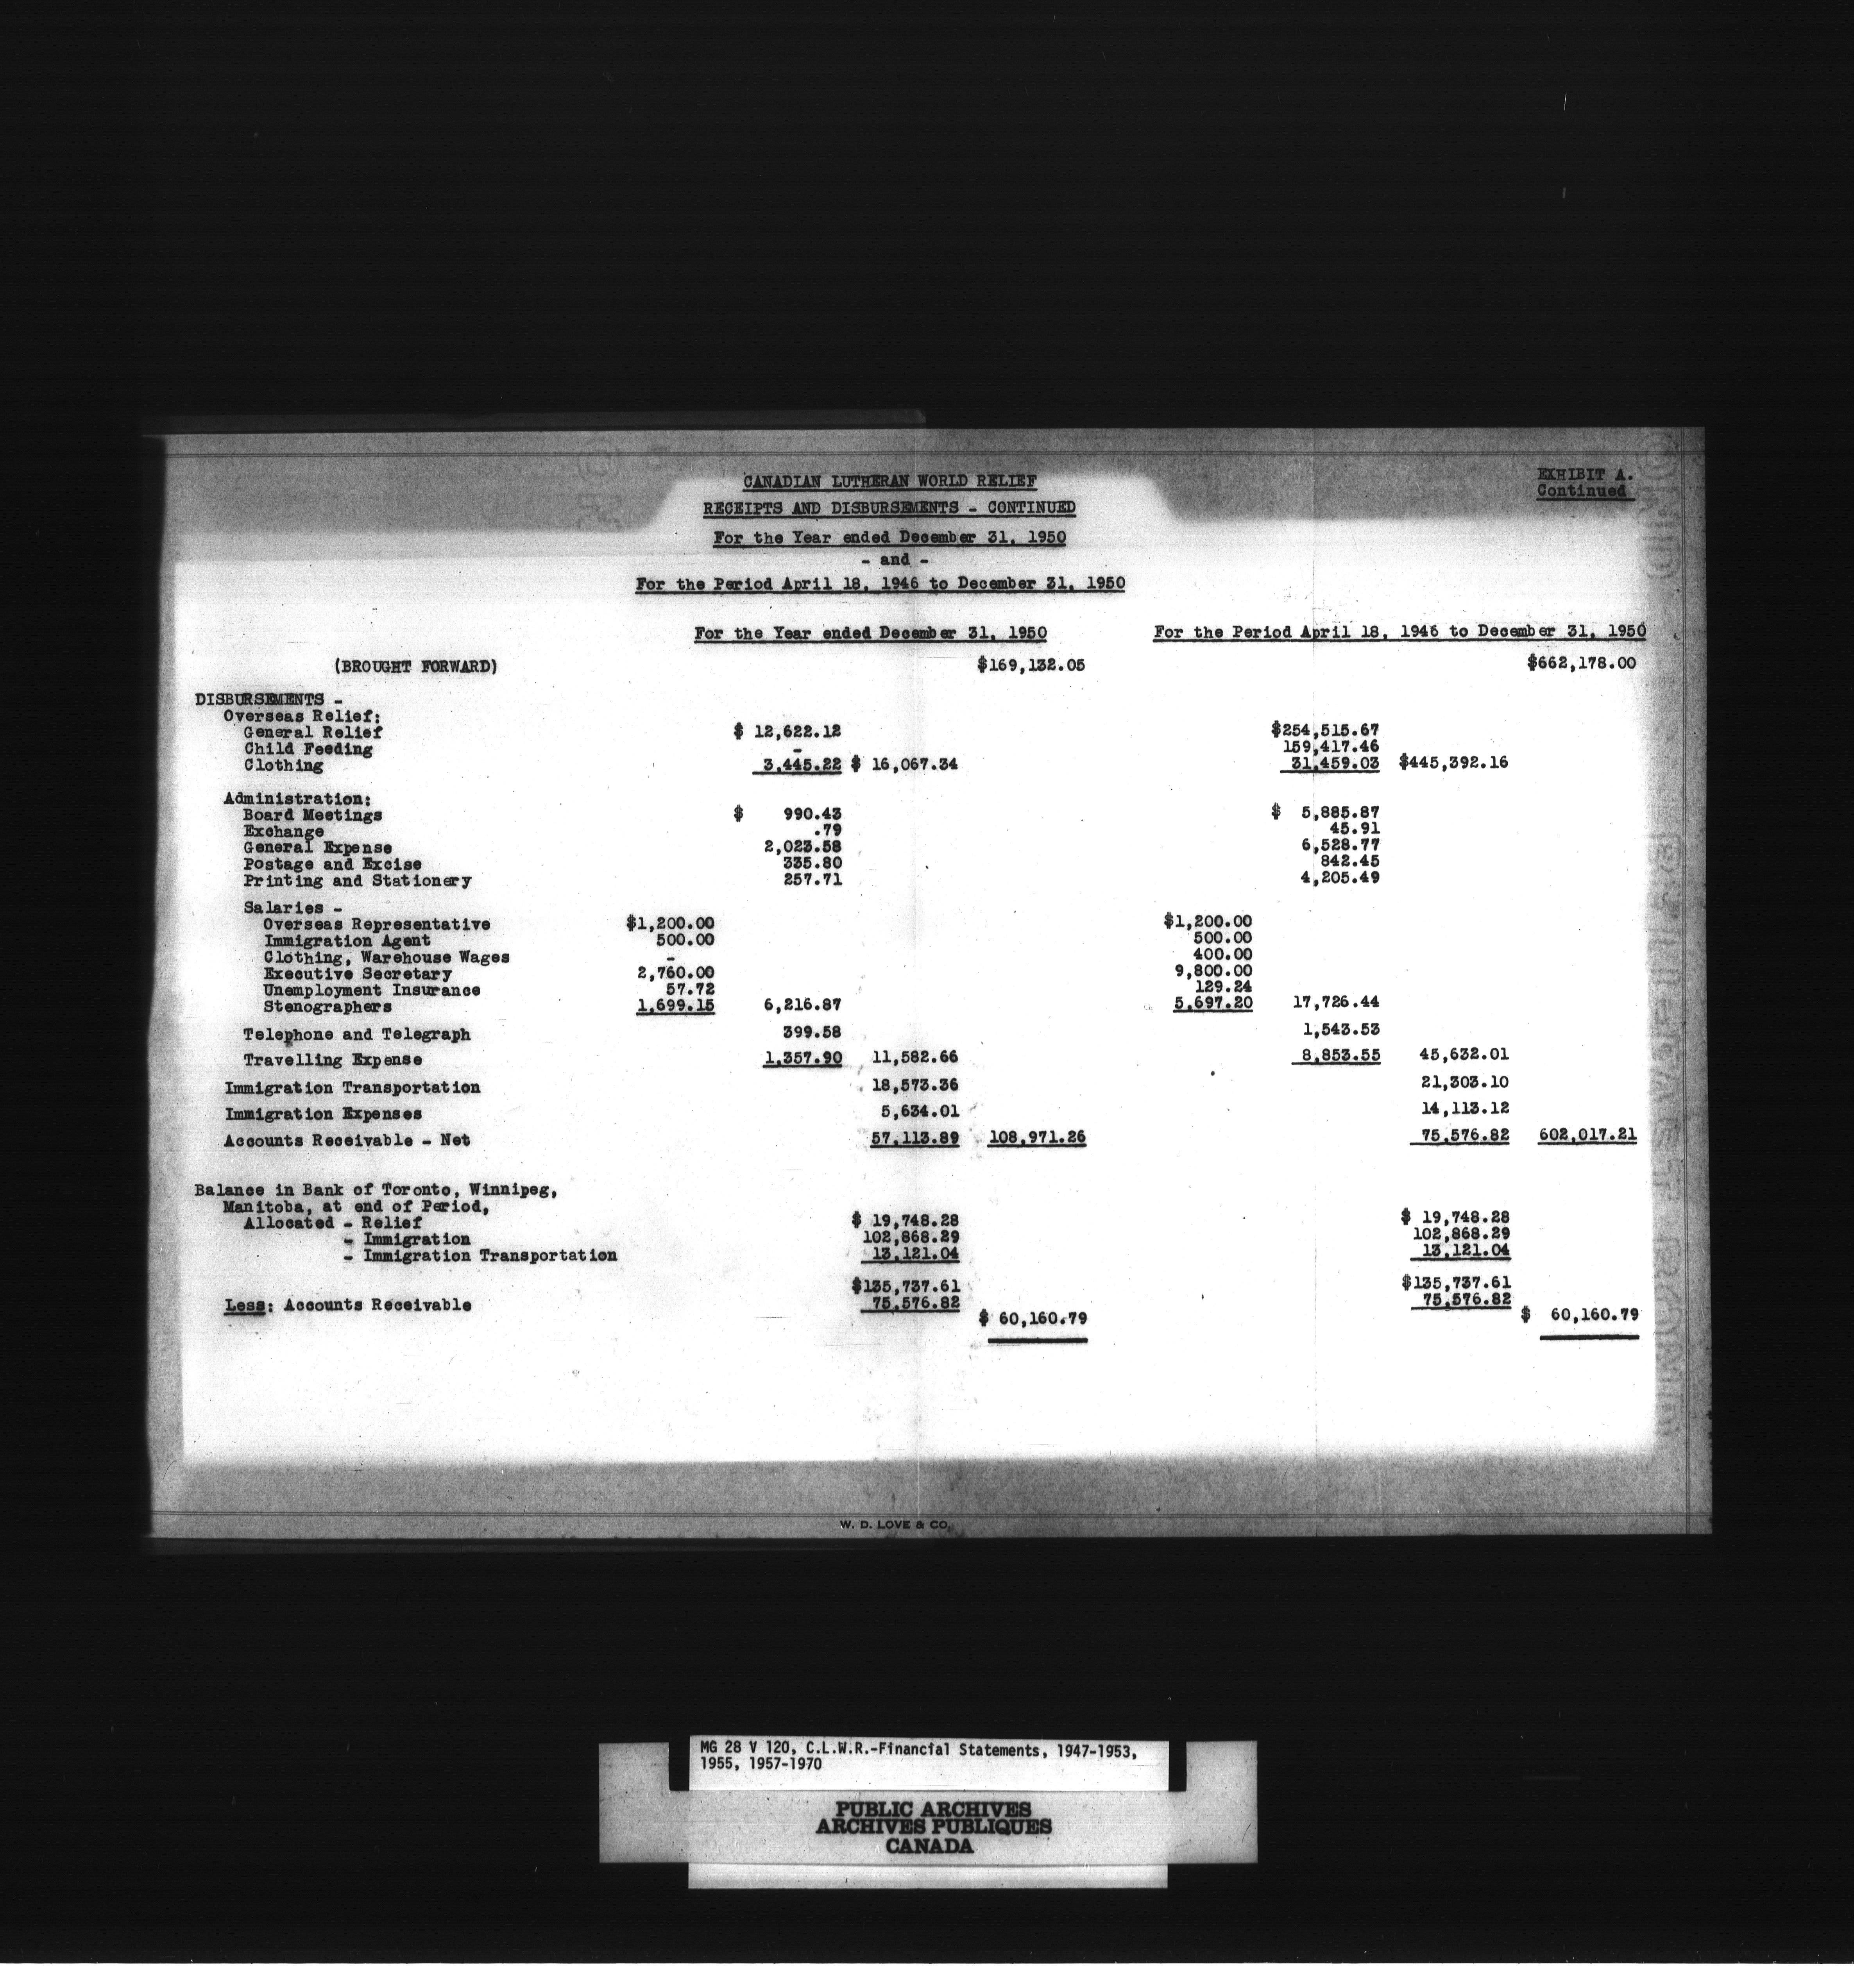 EXHIBIT A.
Continued
CANADIAN LUTHERAN WORLD RELIEF
RECEIPTS AND DISBURSEMENTS - CONTINUED
For the Year ended December 31, 1950
- and -
For the Period April 18, 1946 to December 31, 1950
For the Year ended December 31, 1950 For the Period April 18, 1946 to December 31, 1950
(BROUGHT FORWARD) $169,132.05 $662,178.00
DISBURSEMENTS -
Overseas Relief:
General Relief $ 12,622.12 $254,515.67
Child Feeding - 159,417.46
Clothing 3,445.22 $ 16,067.34 31,459.03 $445,392.16
Administration:
Board Meetings $ 990.43 $ 5,885.87
Exchange .79 45.91
General Expense 2,023.58 6,528.77
Postage and Excise 335.80 842.45
Printing and Stationery 257.71 4,205.49
Salaries -
Overseas Representative $1,200.00 $1,200.00
Immigration Agent 500.00 500.00
Clothing, Warehouse Wages - 400.00
Executive Secretary 2,760.00 9,800.00
Unemployment Insurance 57.72 129.24
Stenographers 1,699.15 6,216.87 5,697.20 17,726.44
Telephone and Telegraph 399.58 1,543.53
Travelling Expense 1,357.90 11,582.66 8,853.55 45,632.01
Immigration Transportation 18,573.36 21,303.10
Immigration Expenses 5,634.01 14,113.12
Accounts Receivable - Net 57,113.89 108,971.26 75,576.82 602,017.21
Balance in Bank of Toronto, Winnipeg,
Manitoba, at end of Period,
Allocated - Relief $ 19,748.28 $ 19,748.28
- Immigration 102,868.29 102,868.29
- Immigration Transportation 13,121.04 13,121.04
$135,737.61 $135,737.61
Less: Accounts Receivable 75,576.82 75,576.82
$ 60,160.79 $ 60,160.79
W. D. LOVE & CO.
MG 28 V 120, C.L.W.R.-Financial Statements, 1947-1953,
1955, 1957-1970
PUBLIC ARCHIVES
ARCHIVES PUBLIQUES
CANADA